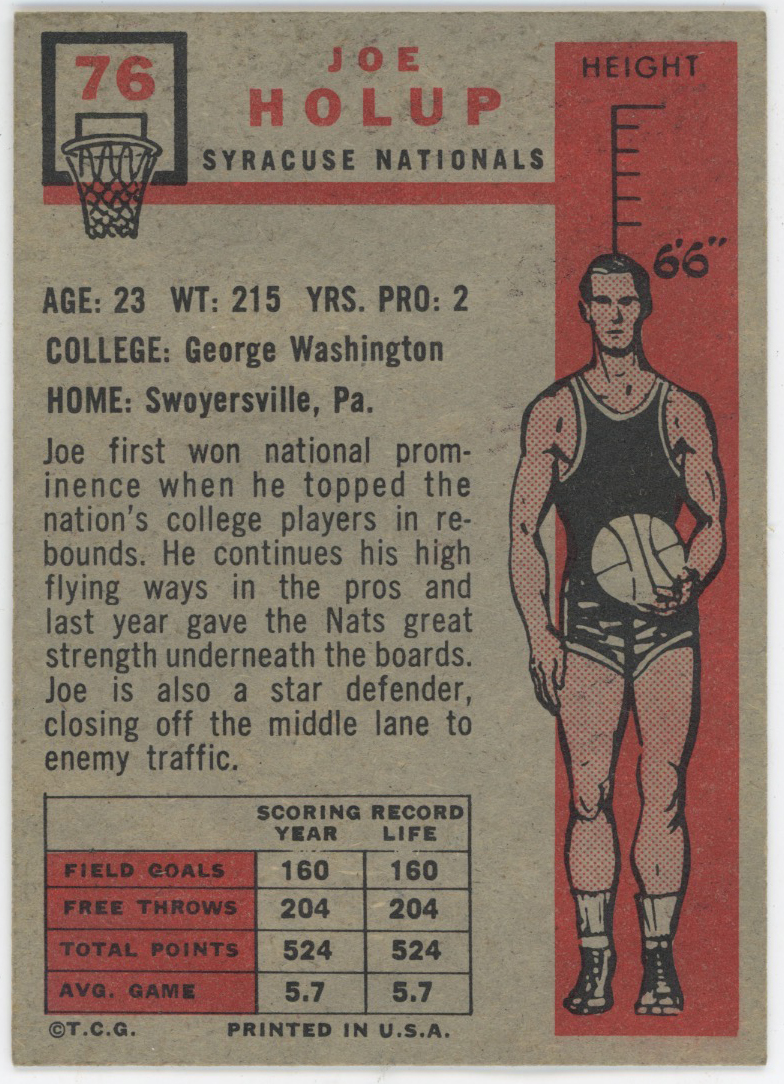 76
JOE
HOLUP
SYRACUSE NATIONALS
HEIGHT
6'6"
AGE: 23 WT: 215 YRS. PRO: 2
COLLEGE: George Washington
HOME: Swoyersville, Pa.
Joe first won national prom-
inence when he topped the
nation's college players in re-
bounds. He continues his high
flying ways in the pros and
last year gave the Nats great
strength underneath the boards.
Joe is also a star defender,
closing off the middle lane to
enemy traffic.
SCORING RECORD
YEAR LIFE
FIELD GOALS 160 160
FREE THROWS 204 204
TOTAL POINTS 524 524
AVG. GAME 5.7 5.7
©T.C.G. PRINTED IN U.S.A.